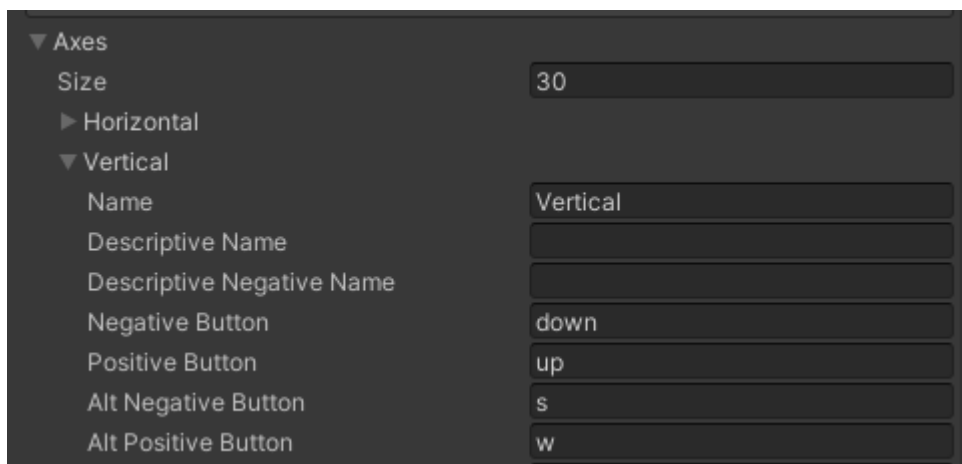 Axes
Size 30
Horizontal
Vertical
Name Vertical
Descriptive Name
Descriptive Negative Name
Negative Button down
Positive Button up
Alt Negative Button s
Alt Positive Button w